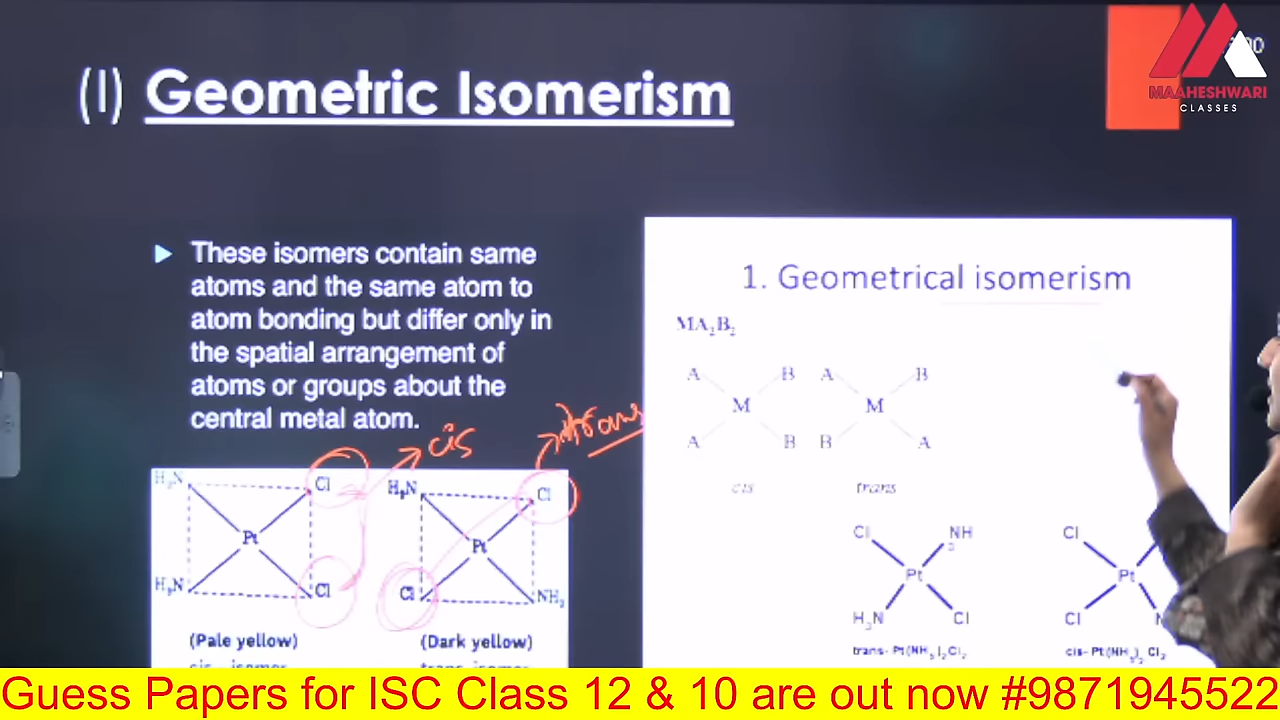 (I) Geometric Isomerism
MAAHESHWARI
CLASSES
These isomers contain same
atoms and the same atom to
atom bonding but differ only in
the spatial arrangement of
atoms or groups about the
central metal atom.
cis
trans
H₃N Cl
Pt
H₃N Cl
(Pale yellow)
cis - isomer
H₃N Cl
Pt
Cl NH₃
(Dark yellow)
trans-isomer
1. Geometrical isomerism
MA₂B₂
A B A B
M M
A B B A
cis trans
Cl NH₃
Pt
H₃N Cl
trans- Pt(NH₃)₂Cl₂
Cl
Pt
Cl
cis- Pt(NH₃)₂Cl₂
Guess Papers for ISC Class 12 & 10 are out now #9871945522